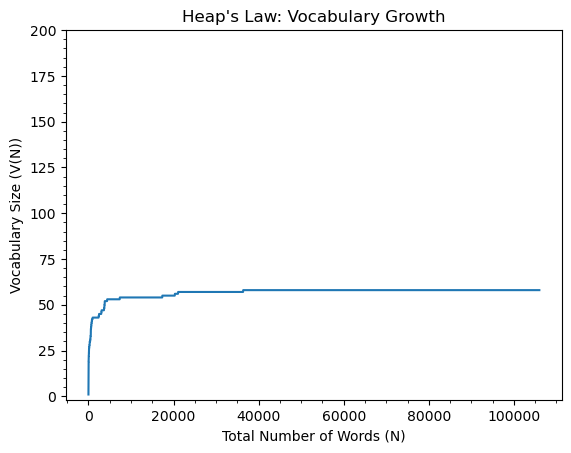 Heap's Law: Vocabulary Growth
200
175
150
125
100
75
50
25
0
Vocabulary Size (V(N))
0 20000 40000 60000 80000 100000
Total Number of Words (N)